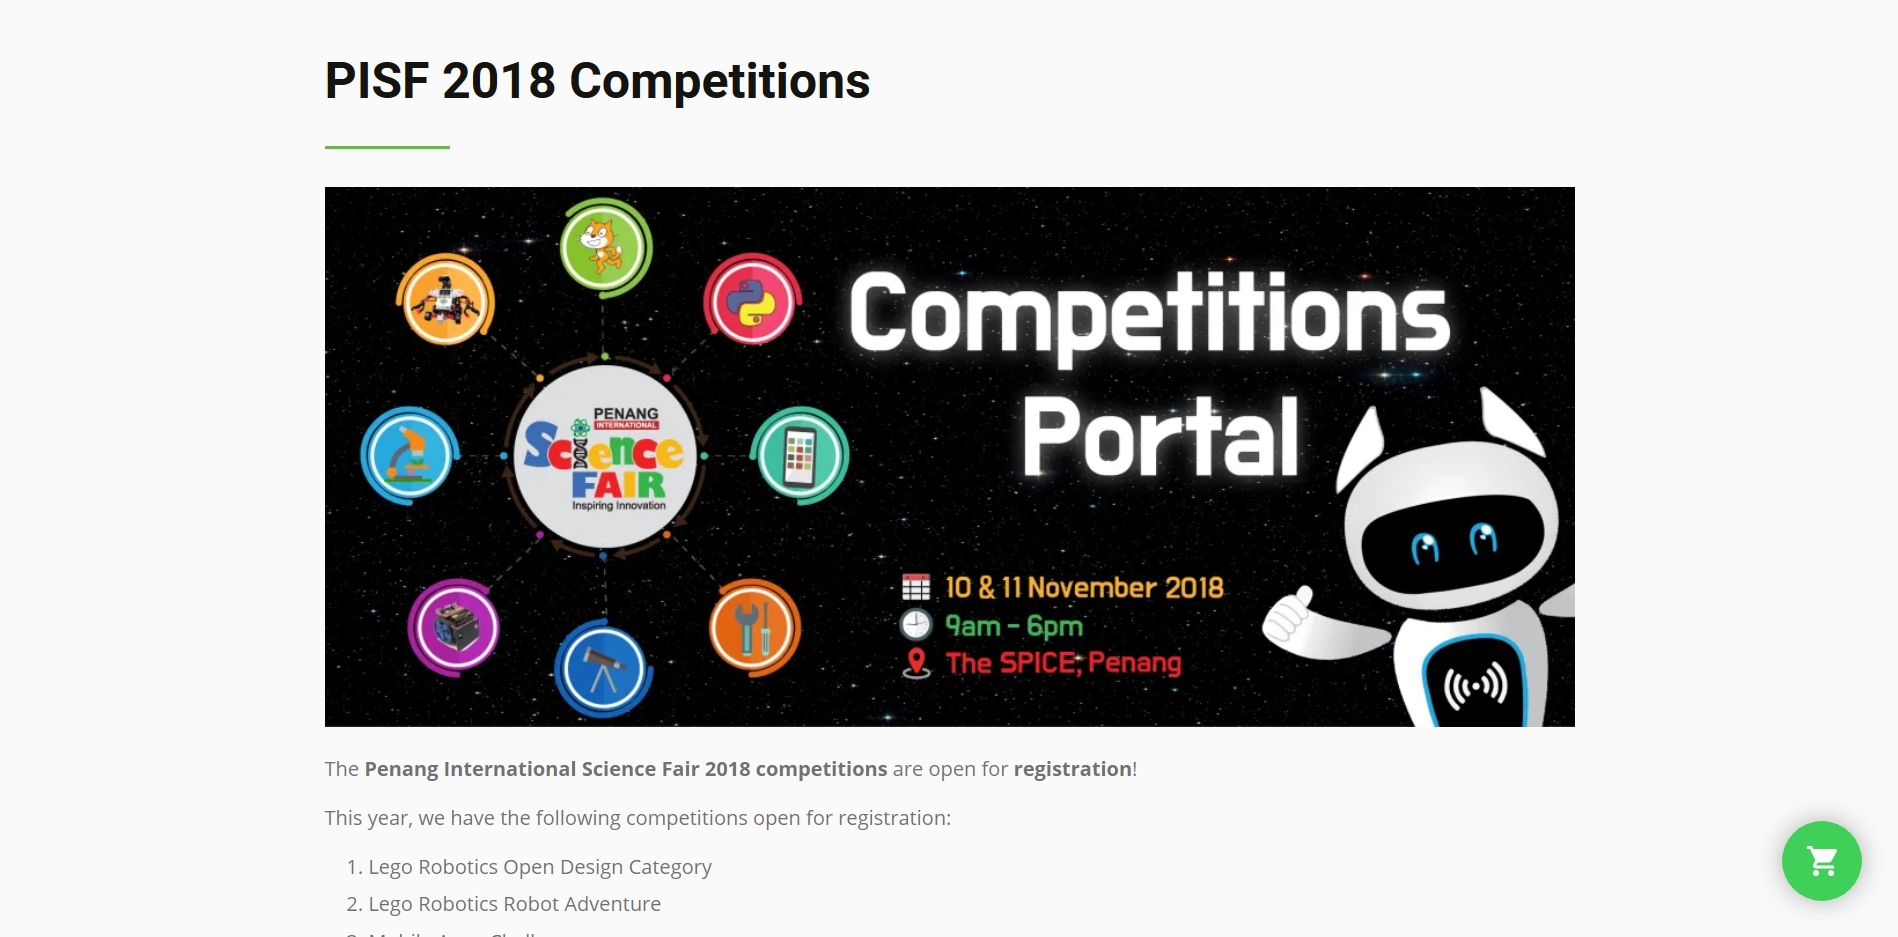 PISF 2018 Competitions
PENANG
INTERNATIONAL
Science
FAIR
Inspiring Innovation
Competitions
Portal
10 & 11 November 2018
9am - 6pm
The SPICE, Penang
The Penang International Science Fair 2018 competitions are open for registration!
This year, we have the following competitions open for registration:
1. Lego Robotics Open Design Category
2. Lego Robotics Robot Adventure